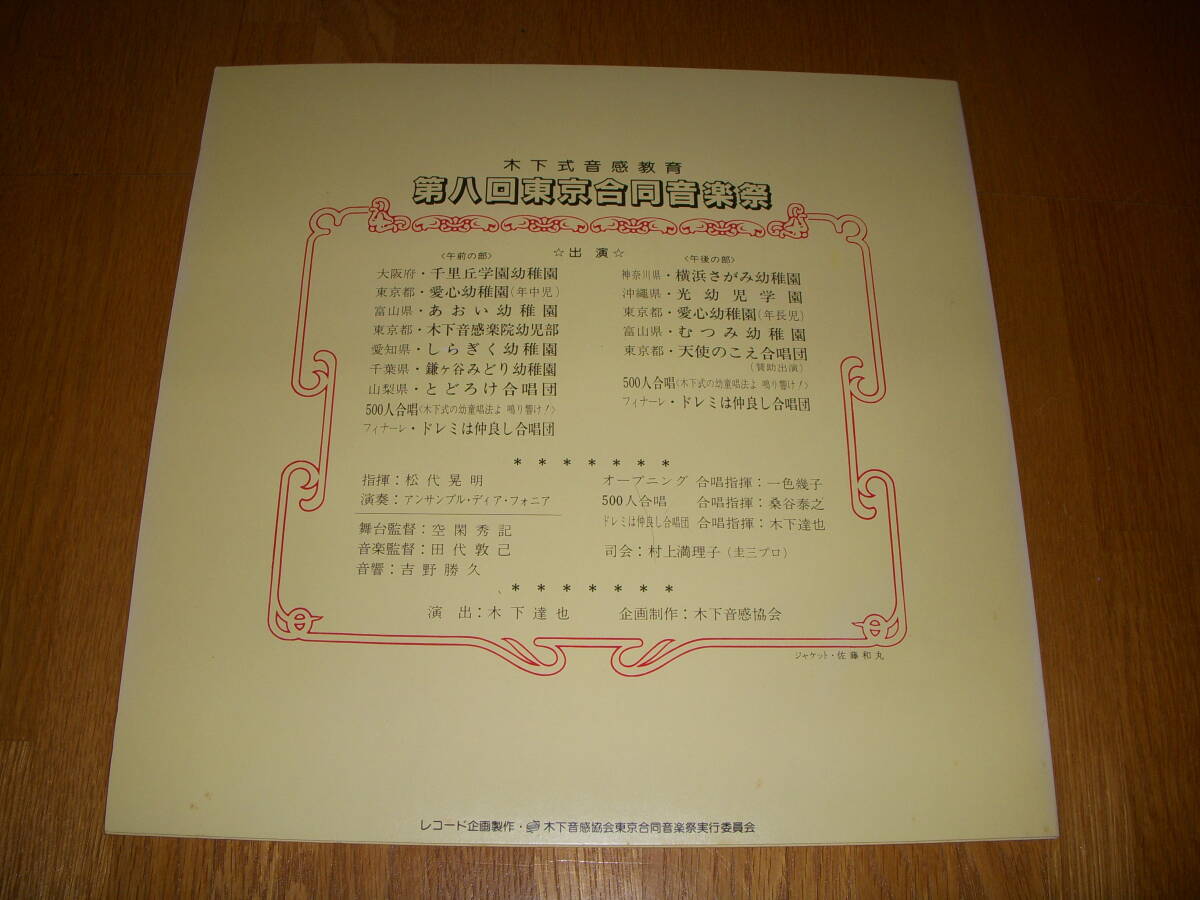 木下式音感教育
第八回東京合同音楽祭
☆出演☆
〈午前の部〉
大阪府・千里丘学園幼稚園
東京都・愛心幼稚園(年中児)
富山県・あおい幼稚園
東京都・木下音感楽院幼児部
愛知県・しらぎく幼稚園
千葉県・鎌ヶ谷みどり幼稚園
山梨県・とどろけ合唱団
500人合唱〈木下式の幼童唱法よ 鳴り響け!〉
フィナーレ・ドレミは仲良し合唱団
〈午後の部〉
神奈川県・横浜さがみ幼稚園
沖縄県・光幼児学園
東京都・愛心幼稚園(年長児)
富山県・むつみ幼稚園
東京都・天使のこえ合唱団
(賛助出演)
500人合唱〈木下式の幼童唱法よ 鳴り響け!〉
フィナーレ・ドレミは仲良し合唱団
* * * * * * *
指揮:松代晃明
演奏:アンサンブル・ディア・フォニア
舞台監督:空閑秀記
音楽監督:田代敦己
音響:吉野勝久
オープニング 合唱指揮:一色幾子
500人合唱 合唱指揮:桑谷泰之
ドレミは仲良し合唱団 合唱指揮:木下達也
司会:村上満理子(圭三プロ)
* * * * * * *
演出:木下達也 企画制作:木下音感協会
ジャケット・佐藤和丸
レコード企画製作・木下音感協会東京合同音楽祭実行委員会